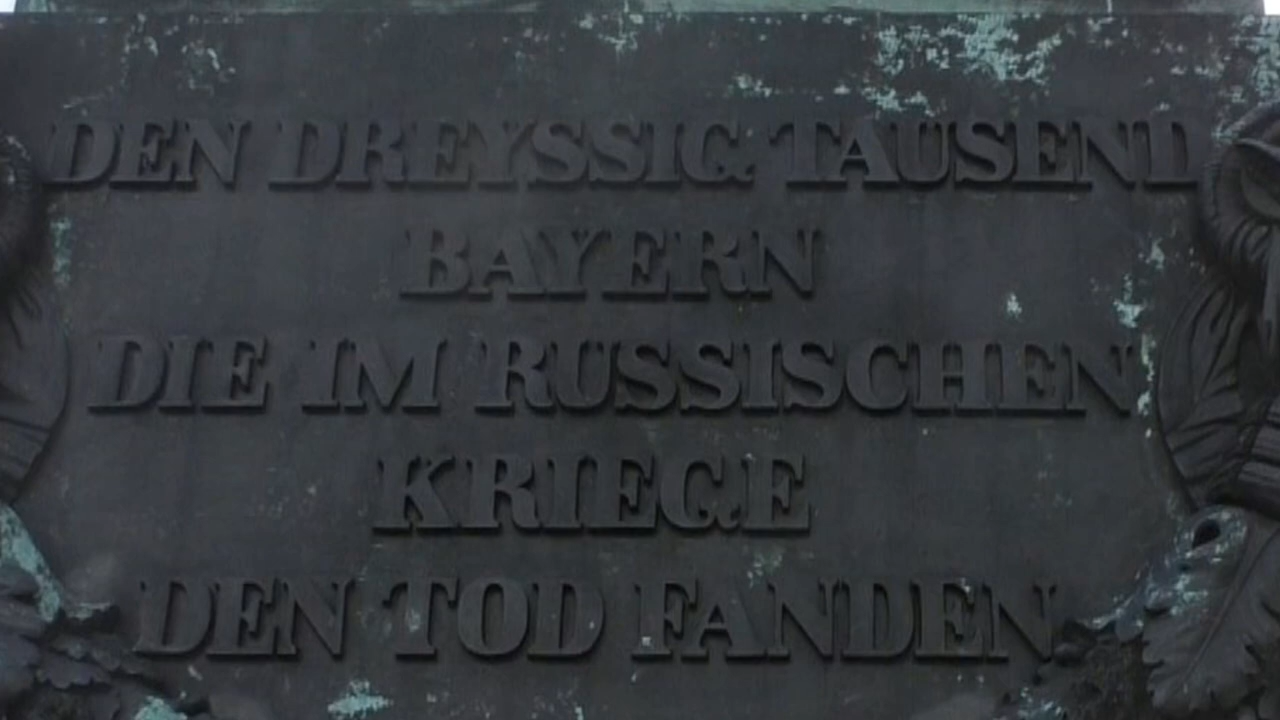 DEN DREYSSIG TAUSEND
BAYERN
DIE IM RUSSISCHEN
KRIEGE
DEN TOD FANDEN